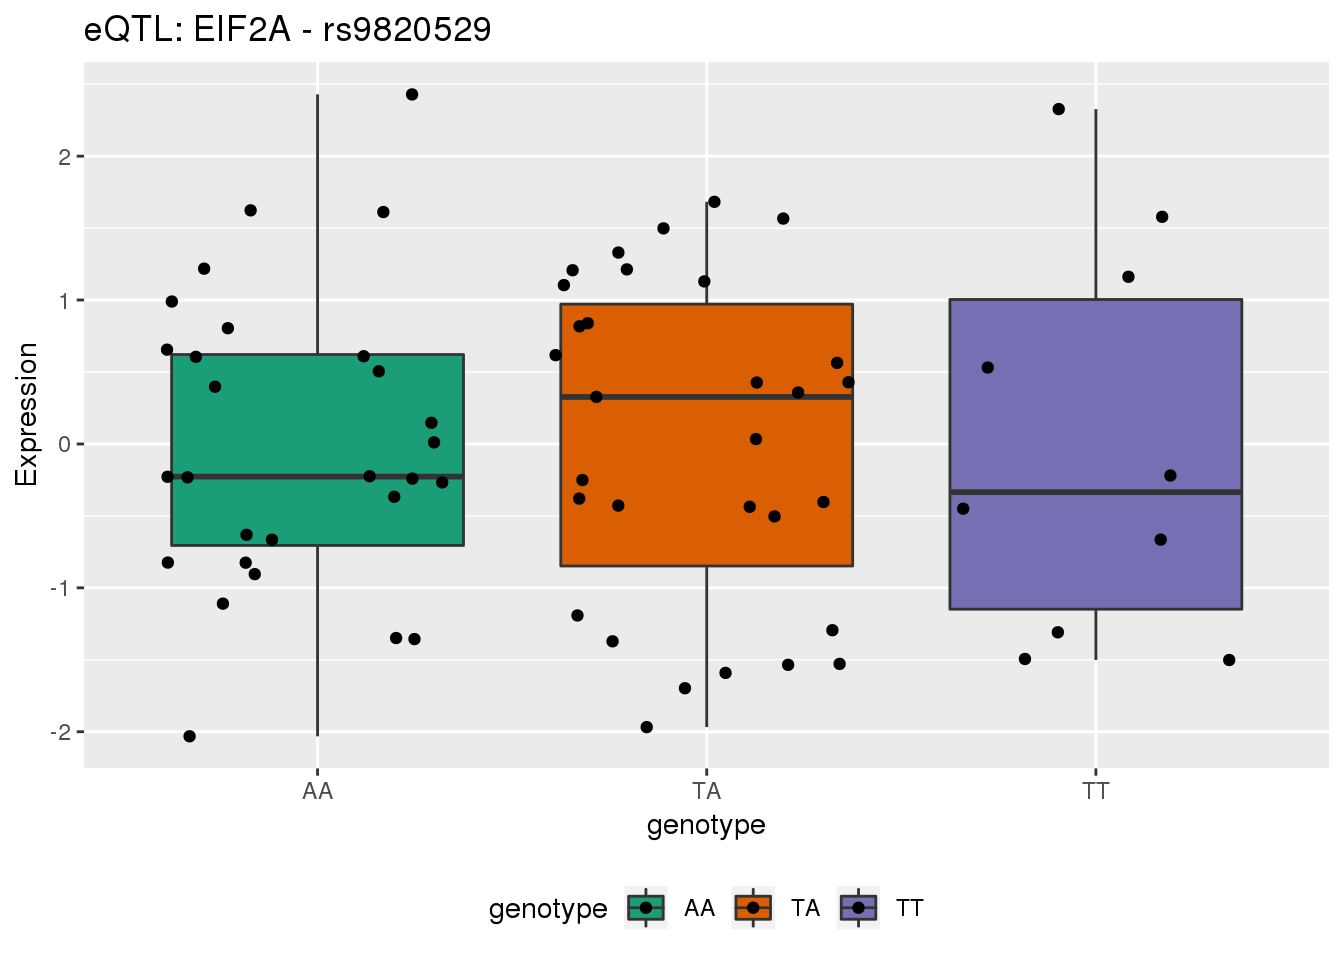 eQTL: EIF2A - rs9820529
Expression
2
1
0
-1
-2
AA TA TT
genotype
genotype AA TA TT